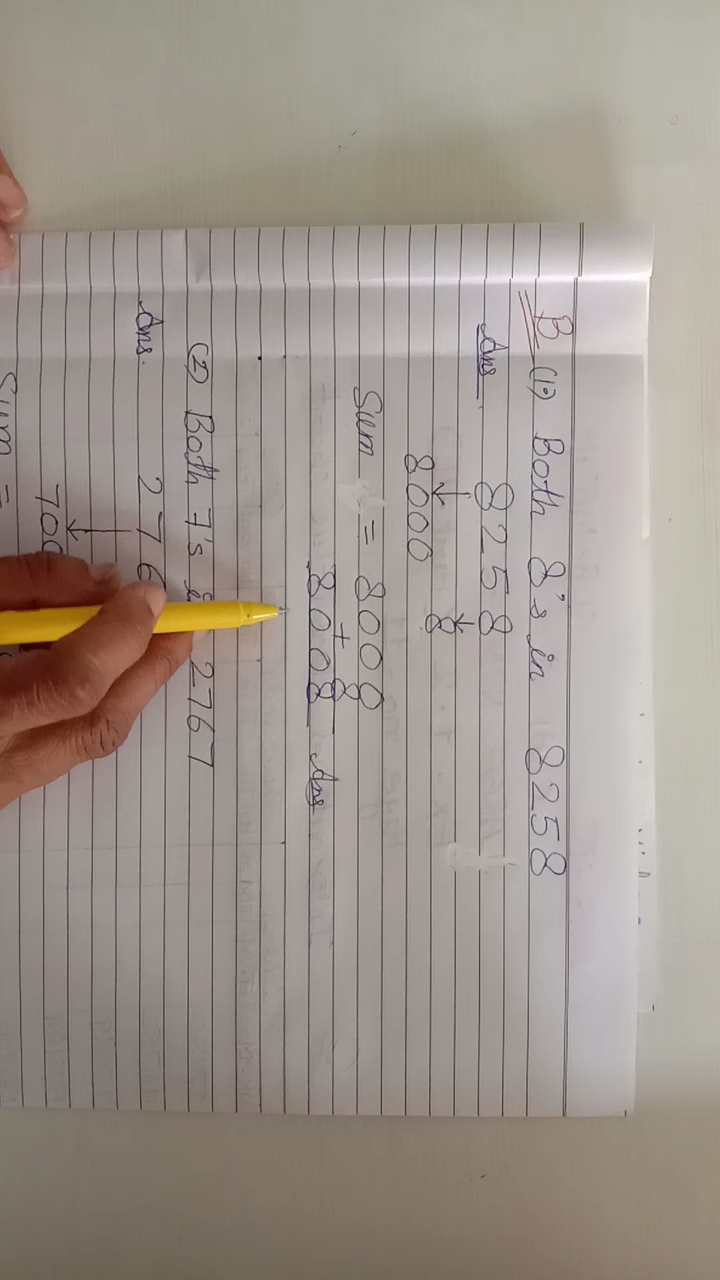 B (1) Both 8's in 8258
Ans. 8258
8000 8
Sum = 8000
+ 8
8008 Ans
(2) Both 7's 2767
Ans. 276
700
Sum =